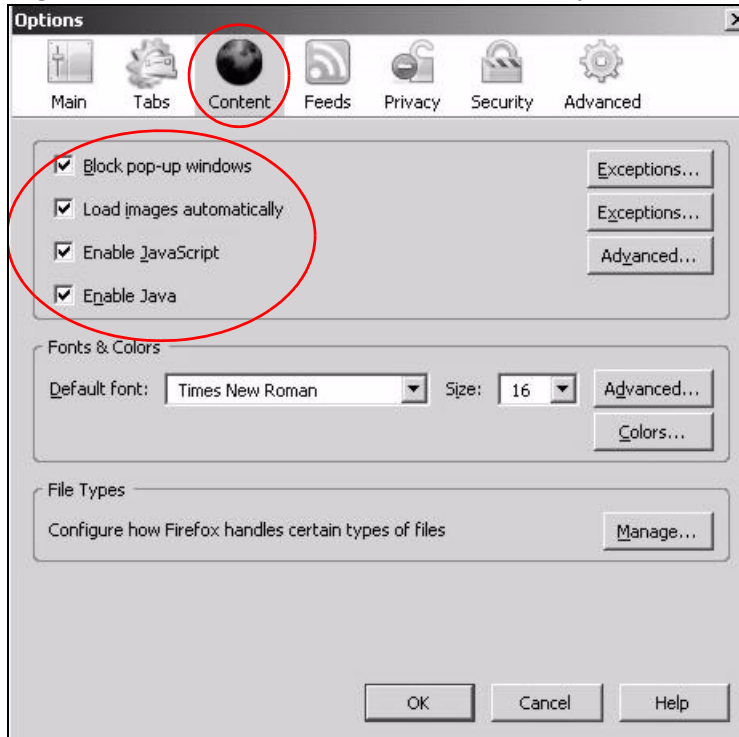 Options
Main Tabs Content Feeds Privacy Security Advanced
Block pop-up windows Exceptions...
Load images automatically Exceptions...
Enable JavaScript Advanced...
Enable Java
Fonts & Colors
Default font: Times New Roman Size: 16 Advanced...
Colors...
File Types
Configure how Firefox handles certain types of files Manage...
OK Cancel Help